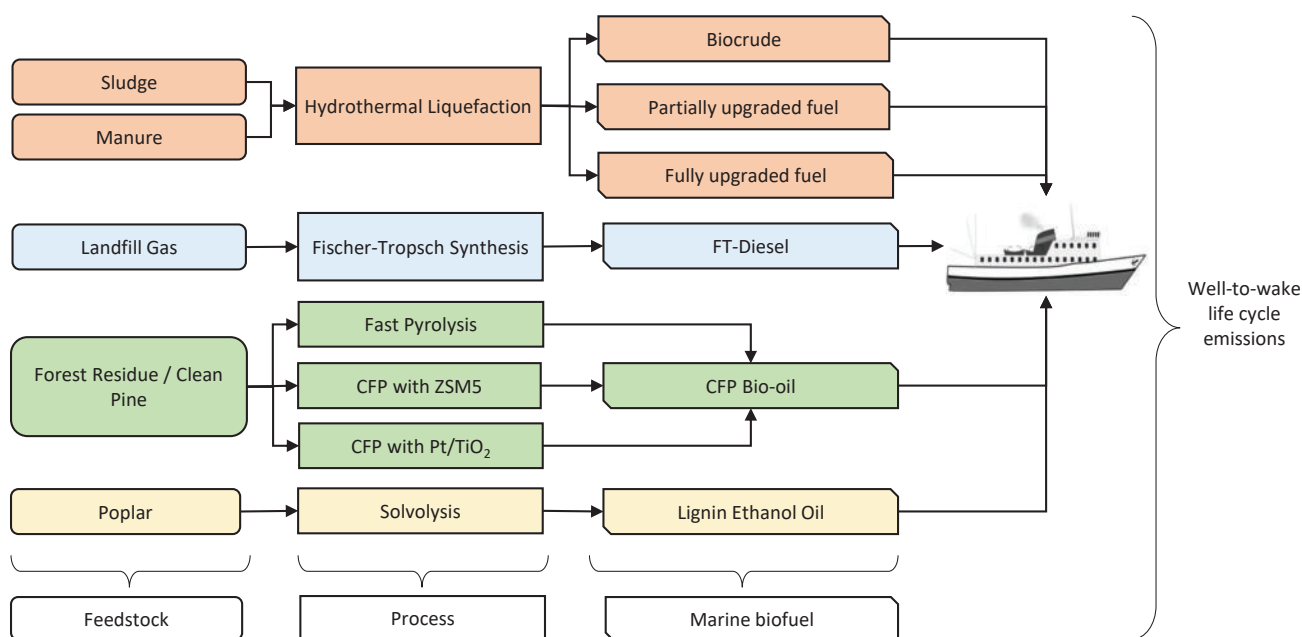 Sludge
Manure
Hydrothermal Liquefaction
Biocrude
Partially upgraded fuel
Fully upgraded fuel
Landfill Gas
Fischer-Tropsch Synthesis
FT-Diesel
Forest Residue / Clean
Pine
Fast Pyrolysis
CFP with ZSM5
CFP with Pt/TiO₂
CFP Bio-oil
Poplar
Solvolysis
Lignin Ethanol Oil
Feedstock
Process
Marine biofuel
Well-to-wake
life cycle
emissions